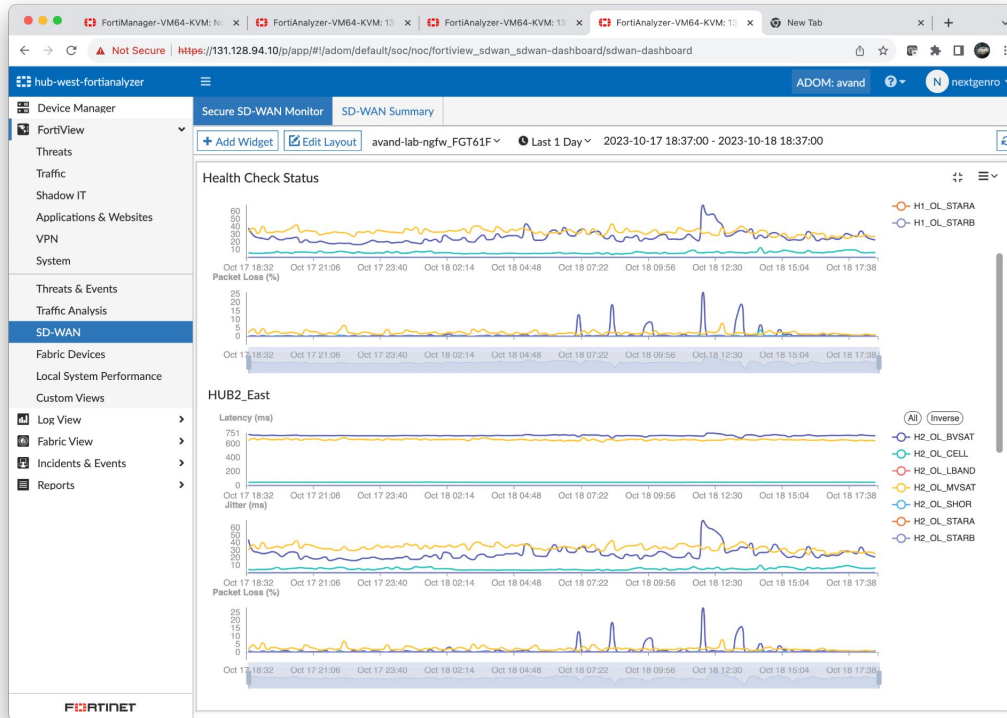 FortiManager-VM64-KVM: N
FortiAnalyzer-VM64-KVM: 13
FortiAnalyzer-VM64-KVM: 13
FortiAnalyzer-VM64-KVM: 13
New Tab
Not Secure | https://131.128.94.10/p/app/#!/adom/default/soc/noc/fortiview_sdwan_sdwan-dashboard/sdwan-dashboard
hub-west-fortianalyzer
ADOM: avand
N nextgenro
Device Manager
FortiView
Threats
Traffic
Shadow IT
Applications & Websites
VPN
System
Threats & Events
Traffic Analysis
SD-WAN
Fabric Devices
Local System Performance
Custom Views
Log View
Fabric View
Incidents & Events
Reports
FORTINET
Secure SD-WAN Monitor SD-WAN Summary
+ Add Widget Edit Layout avand-lab-ngfw_FGT61F Last 1 Day 2023-10-17 18:37:00 - 2023-10-18 18:37:00
Health Check Status
60
50
40
30
20
10
Oct 17 18:32 Oct 17 21:06 Oct 17 23:40 Oct 18 02:14 Oct 18 04:48 Oct 18 07:22 Oct 18 09:56 Oct 18 12:30 Oct 18 15:04 Oct 18 17:38
H1_OL_STARA
H1_OL_STARB
Packet Loss (%)
25
20
15
10
5
0
Oct 17 18:32 Oct 17 21:06 Oct 17 23:40 Oct 18 02:14 Oct 18 04:48 Oct 18 07:22 Oct 18 09:56 Oct 18 12:30 Oct 18 15:04 Oct 18 17:38
HUB2_East
Latency (ms)
751
600
400
200
0
Oct 17 18:32 Oct 17 21:06 Oct 17 23:40 Oct 18 02:14 Oct 18 04:48 Oct 18 07:22 Oct 18 09:56 Oct 18 12:30 Oct 18 15:04 Oct 18 17:38
All Inverse
H2_OL_BVSAT
H2_OL_CELL
H2_OL_LBAND
H2_OL_MVSAT
H2_OL_SHOR
H2_OL_STARA
H2_OL_STARB
Jitter (ms)
60
50
40
30
20
10
Oct 17 18:32 Oct 17 21:06 Oct 17 23:40 Oct 18 02:14 Oct 18 04:48 Oct 18 07:22 Oct 18 09:56 Oct 18 12:30 Oct 18 15:04 Oct 18 17:38
Packet Loss (%)
25
20
15
10
5
0
Oct 17 18:32 Oct 17 21:06 Oct 17 23:40 Oct 18 02:14 Oct 18 04:48 Oct 18 07:22 Oct 18 09:56 Oct 18 12:30 Oct 18 15:04 Oct 18 17:38